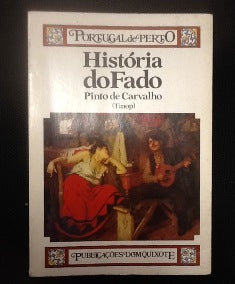 PORTUGAL de PERTO
História
do Fado
Pinto de Carvalho
(Tinop)
PUBLICAÇÕES DOM QUIXOTE